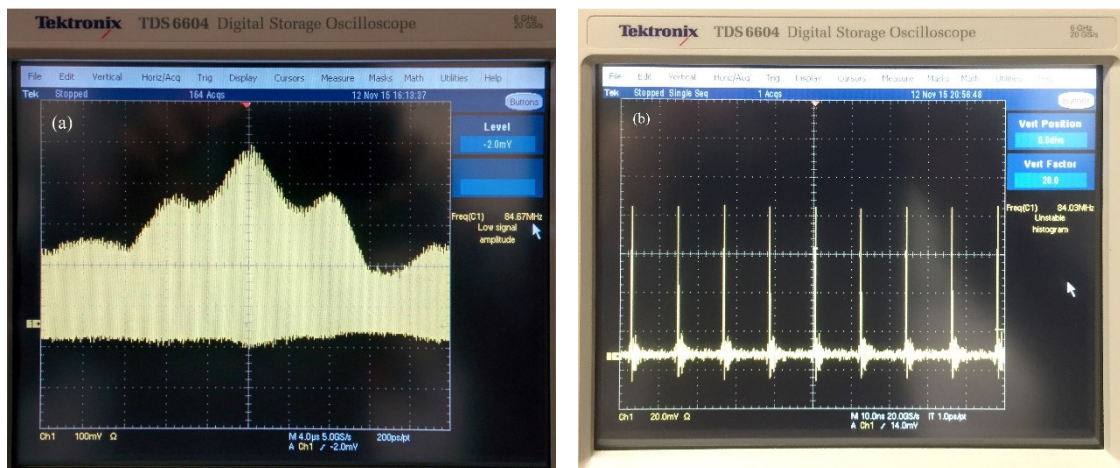 Tektronix TDS 6604 Digital Storage Oscilloscope 6 GHz 20 GS/s
File Edit Vertical Horiz/Acq Trig Display Cursors Measure Masks Math Utilities Help
Tek Stopped 164 Acqs 12 Nov 15 16:13:37
Buttons
(a)
Level
-2.0mV
Freq(C1) 84.67MHz
Low signal
amplitude
Ch1 100mV Ω M 4.0µs 5.0GS/s 200ps/pt
A Ch1 -2.0mV
Tektronix TDS 6604 Digital Storage Oscilloscope 6 GHz 20 GS/s
File Edit Vertical Horiz/Acq Trig Display Cursors Measure Masks Math Utilities
Tek Stopped Single Seq 1 Acqs 12 Nov 15 20:56:48
Buttons
(b)
Vert Position
0.0divs
Vert Factor
20.0
Freq(C1) 84.03MHz
Unstable
histogram
Ch1 20.0mV Ω M 10.0ns 20.0GS/s IT 1.0ps/pt
A Ch1 14.0mV